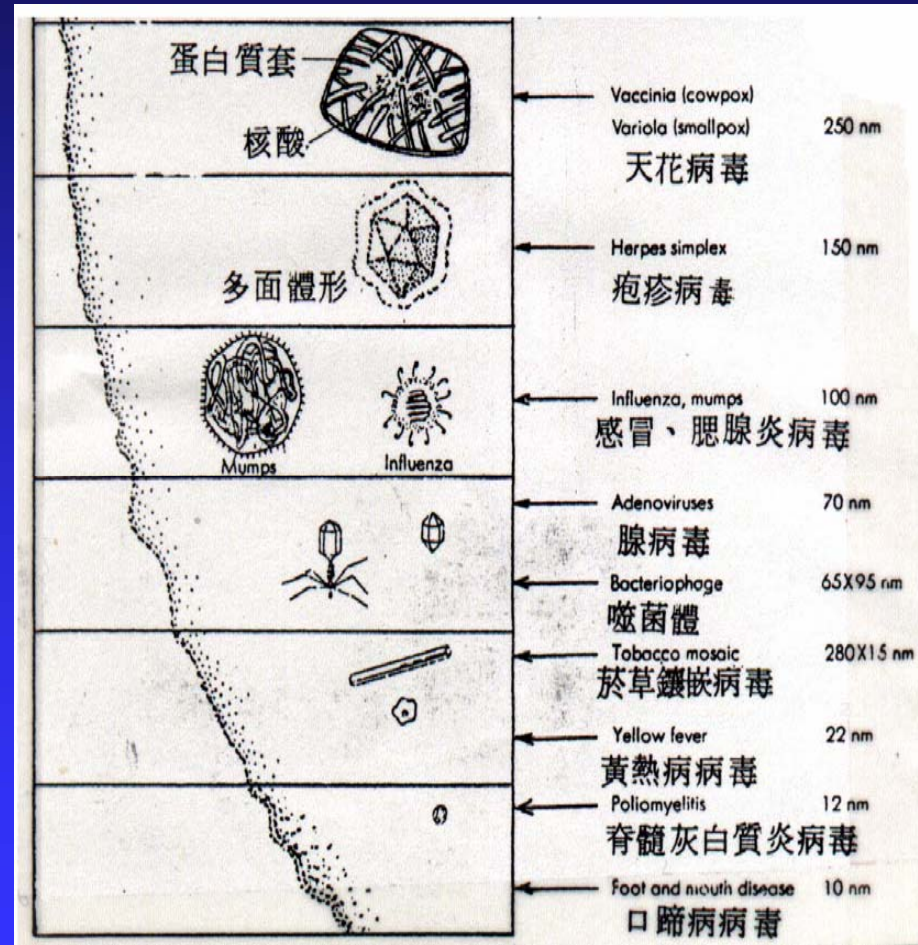 蛋白質套
核酸
Vaccinia (cowpox)
Variola (smallpox) 250 nm
天花病毒
多面體形
Herpes simplex 150 nm
疱疹病毒
Mumps
Influenza
Influenza, mumps 100 nm
感冒、腮腺炎病毒
Adenoviruses 70 nm
腺病毒
Bacteriophage 65X95 nm
噬菌體
Tobacco mosaic 280X15 nm
菸草鑲嵌病毒
Yellow fever 22 nm
黃熱病病毒
Poliomyelitis 12 nm
脊髓灰白質炎病毒
Foot and mouth disease 10 nm
口蹄病病毒